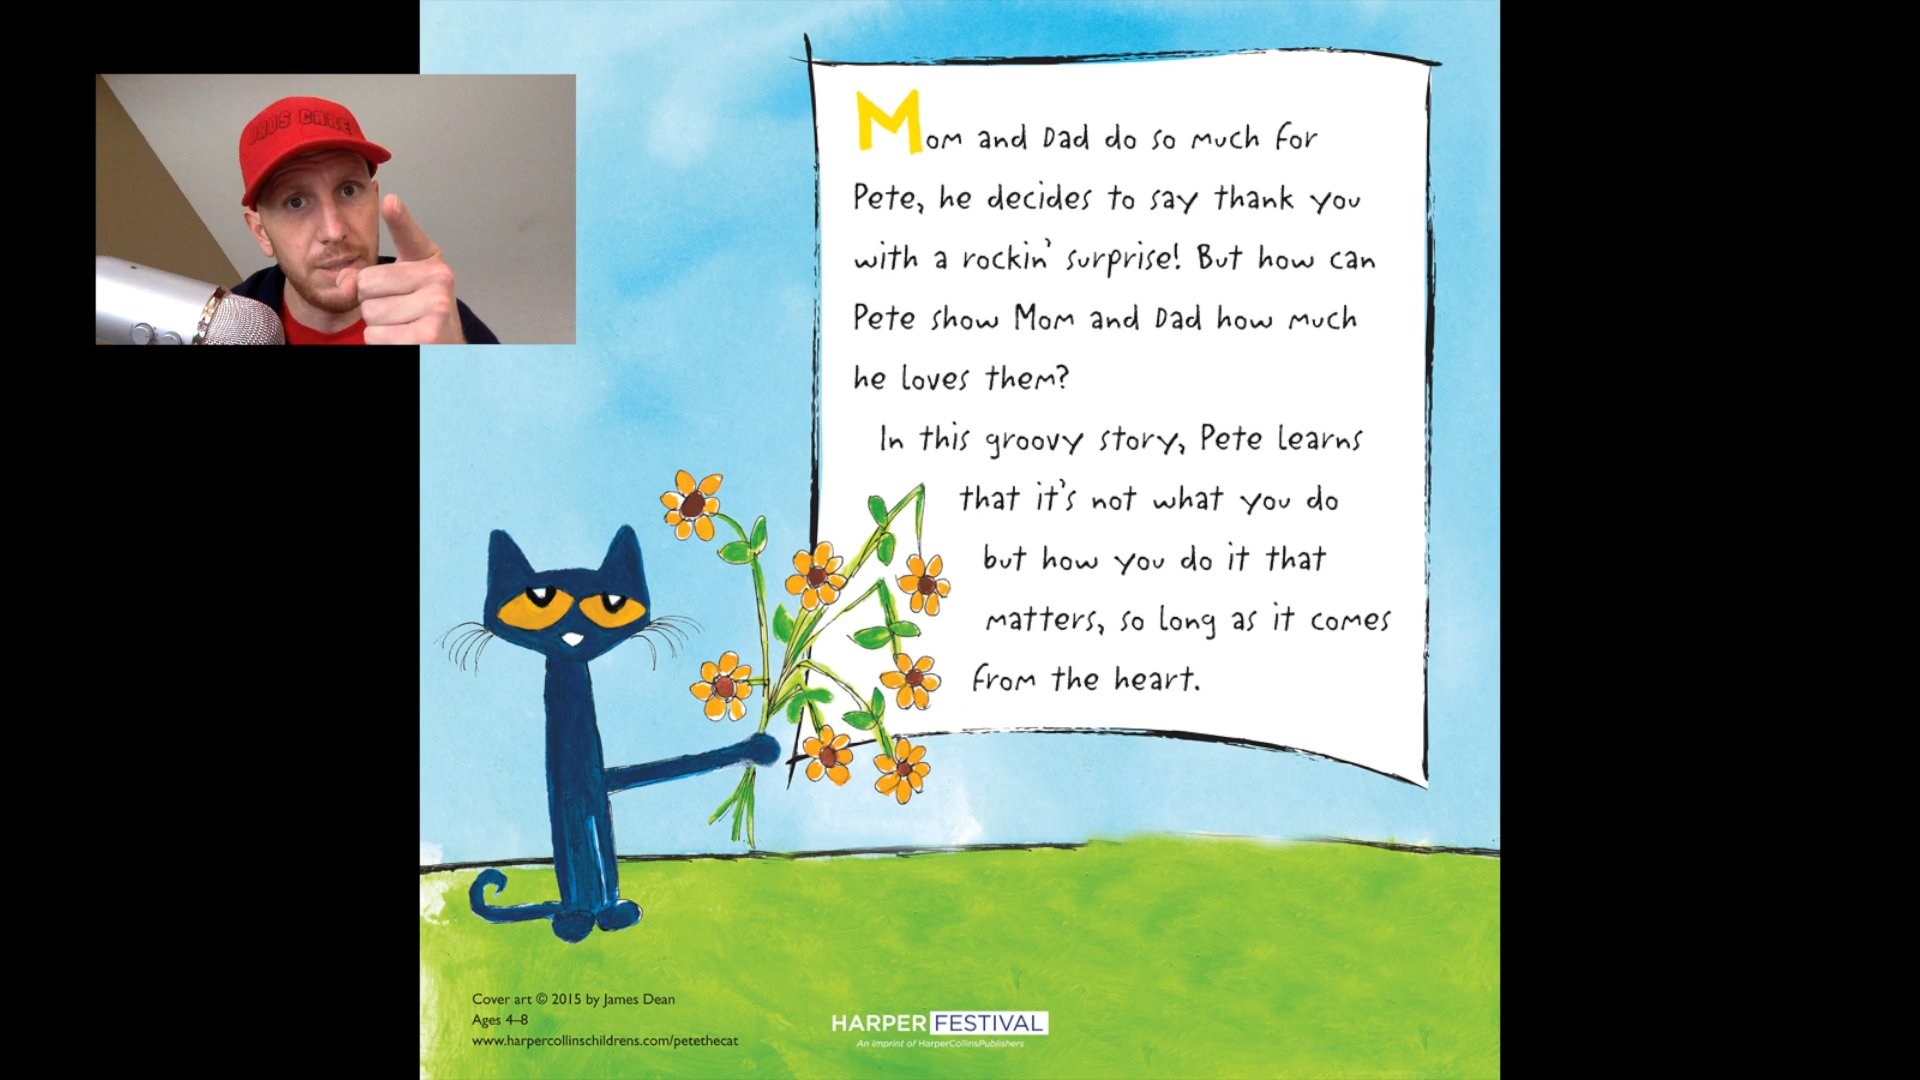 DADS CARE
Mom and Dad do so much for
Pete, he decides to say thank you
with a rockin' surprise! But how can
Pete show Mom and Dad how much
he loves them?
In this groovy story, Pete learns
that it's not what you do
but how you do it that
matters, so long as it comes
from the heart.
Cover art © 2015 by James Dean
Ages 4–8
www.harpercollinschildrens.com/petethecat
HARPER FESTIVAL
An Imprint of HarperCollinsPublishers